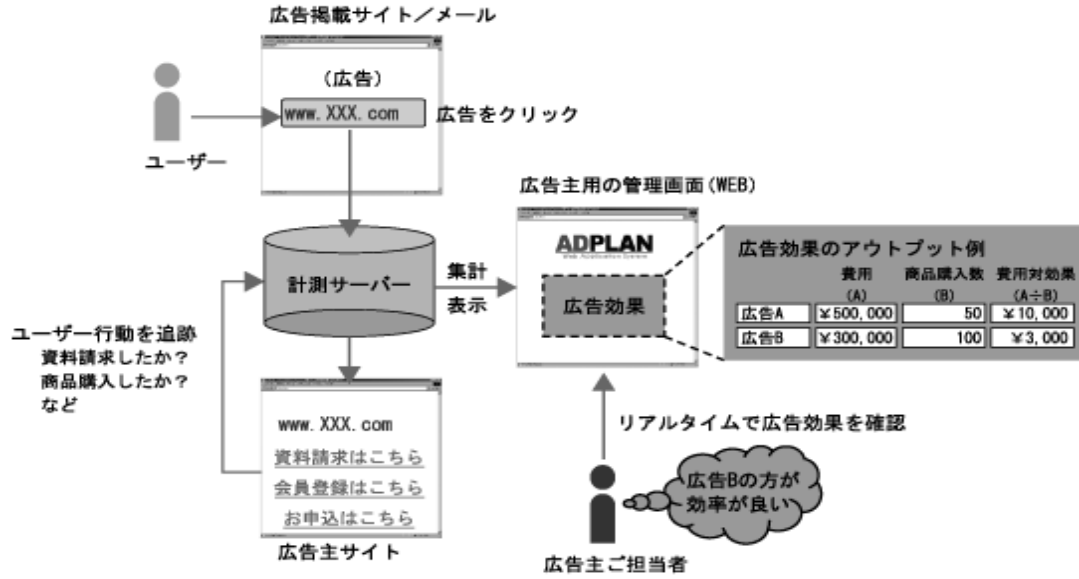 広告掲載サイト／メール
(広告)
www.XXX.com
広告をクリック
ユーザー
広告主用の管理画面(WEB)
ADPLAN
広告効果
計測サーバー
集計
表示
広告効果のアウトプット例
費用 商品購入数 費用対効果
(A) (B) (A÷B)
広告A ￥500,000 50 ￥10,000
広告B ￥300,000 100 ￥3,000
ユーザー行動を追跡
資料請求したか？
商品購入したか？
など
www.XXX.com
資料請求はこちら
会員登録はこちら
お申込はこちら
広告主サイト
リアルタイムで広告効果を確認
広告Bの方が
効率が良い
広告主ご担当者